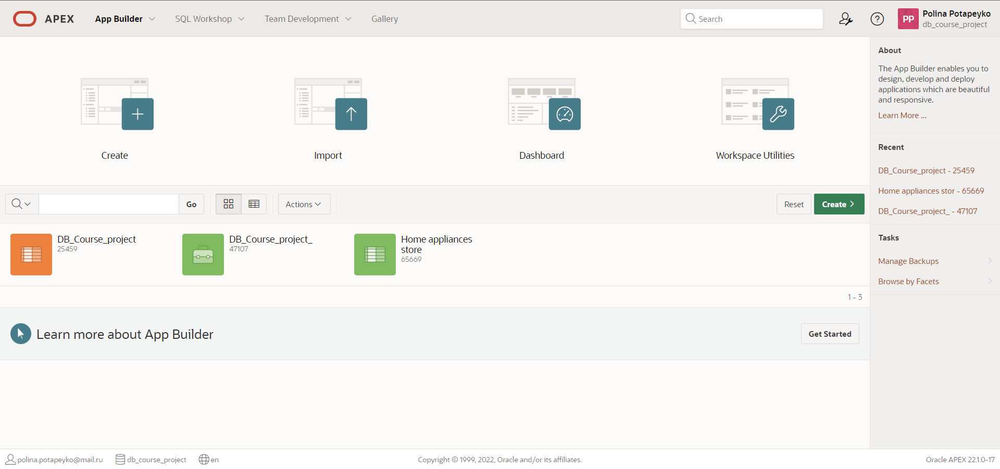 APEX App Builder SQL Workshop Team Development Gallery Search PP Polina Potapeyko
db_course_project
Create Import Dashboard Workspace Utilities
Go Actions Reset Create
DB_Course_project
25459
DB_Course_project_
47107
Home appliances
store
65669
1 - 3
Learn more about App Builder Get Started
About
The App Builder enables you to
design, develop and deploy
applications which are beautiful
and responsive.
Learn More ...
Recent
DB_Course_project - 25459
Home appliances stor - 65669
DB_Course_project_ - 47107
Tasks
Manage Backups
Browse by Facets
polina.potapeyko@mail.ru db_course_project en Copyright © 1999, 2022, Oracle and/or its affiliates. Oracle APEX 22.1.0-17